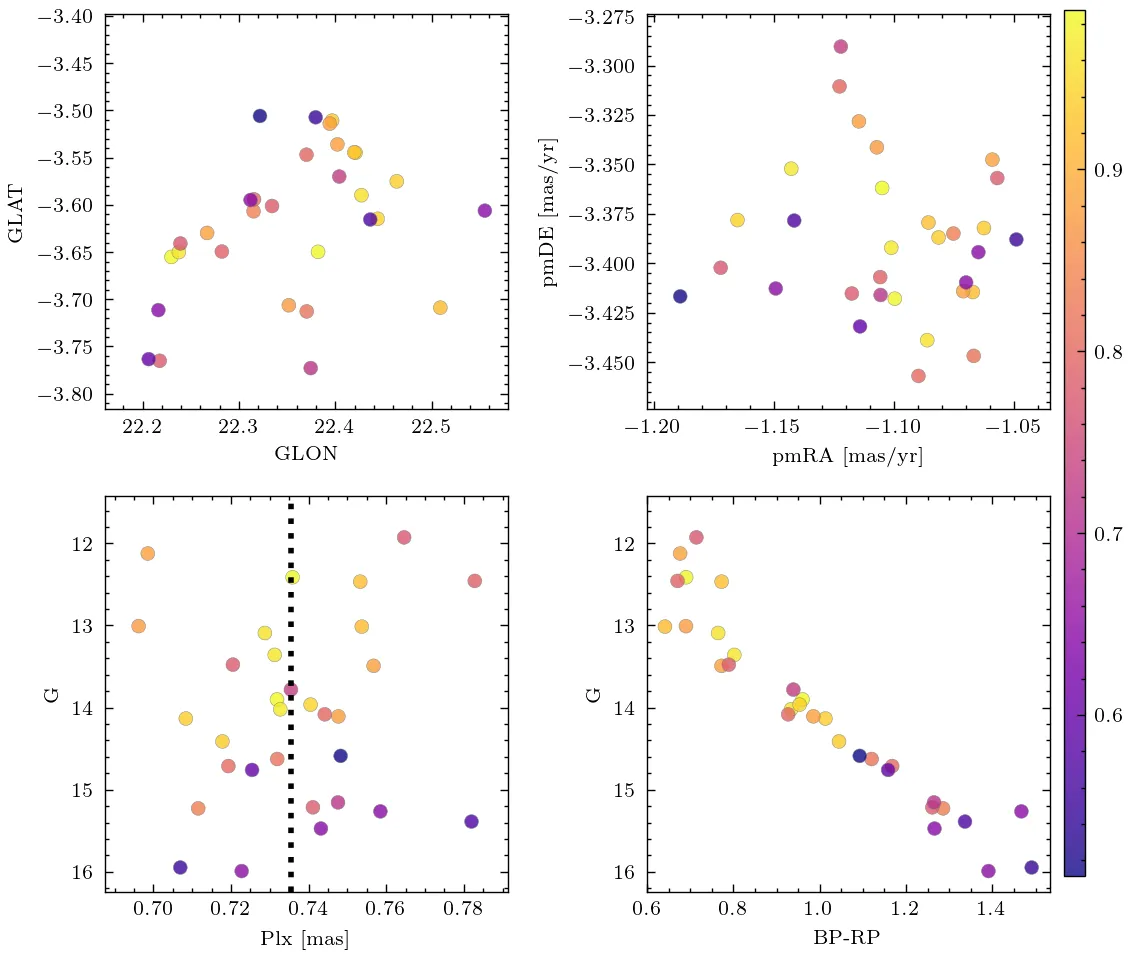 −3.40
−3.45
−3.50
−3.55
−3.60
−3.65
−3.70
−3.75
−3.80
GLAT
22.2 22.3 22.4 22.5
GLON
−3.275
−3.300
−3.325
−3.350
−3.375
−3.400
−3.425
−3.450
pmDE [mas/yr]
−1.20 −1.15 −1.10 −1.05
pmRA [mas/yr]
12
13
14
15
16
G
0.70 0.72 0.74 0.76 0.78
Plx [mas]
12
13
14
15
16
G
0.6 0.8 1.0 1.2 1.4
BP-RP
0.9
0.8
0.7
0.6